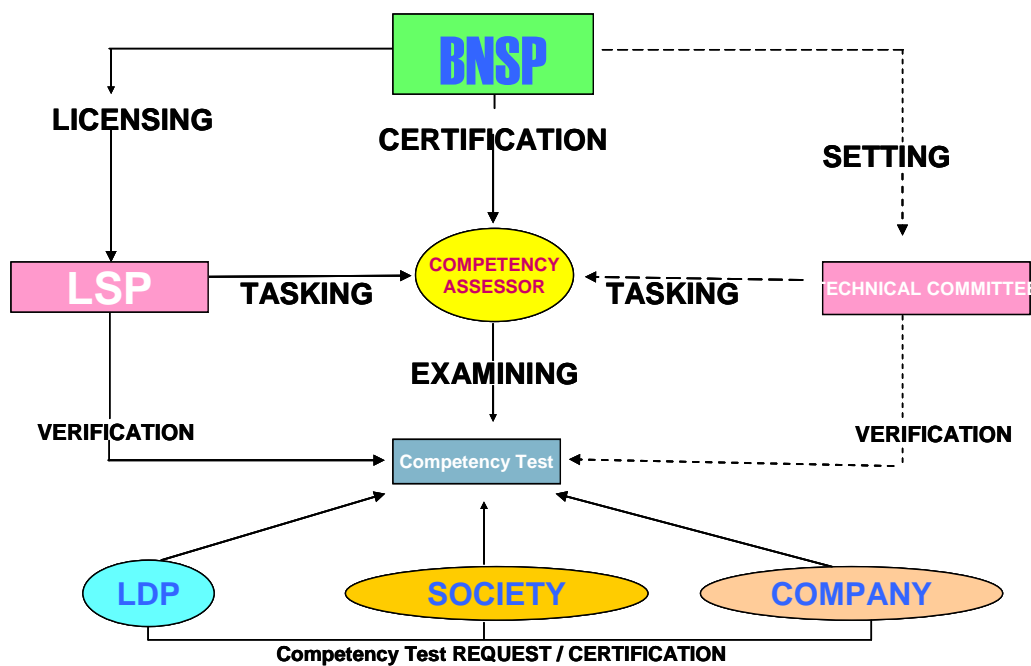 BNSP
LICENSING
CERTIFICATION
SETTING
LSP
TASKING
COMPETENCY
ASSESSOR
TASKING
TECHNICAL COMMITTEE
EXAMINING
VERIFICATION
VERIFICATION
Competency Test
LDP
SOCIETY
COMPANY
Competency Test REQUEST / CERTIFICATION